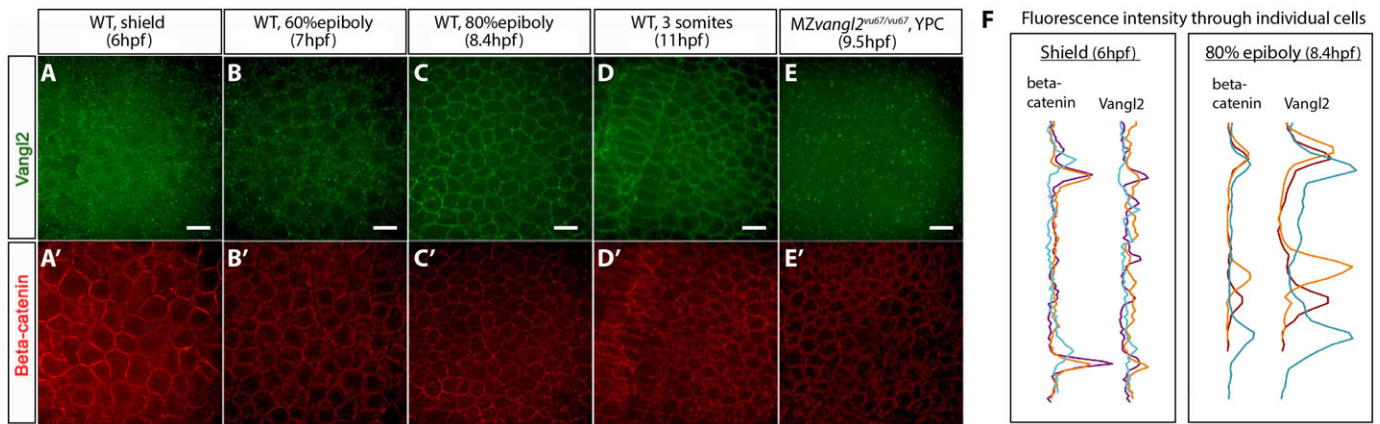 WT, shield
(6hpf)
WT, 60%epiboly
(7hpf)
WT, 80%epiboly
(8.4hpf)
WT, 3 somites
(11hpf)
MZvangl2vu67/vu67, YPC
(9.5hpf)
Vangl2
A
B
C
D
E
Beta-catenin
A’
B’
C’
D’
E’
F
Fluorescence intensity through individual cells
Shield (6hpf)
beta-
catenin
Vangl2
80% epiboly (8.4hpf)
beta-
catenin
Vangl2